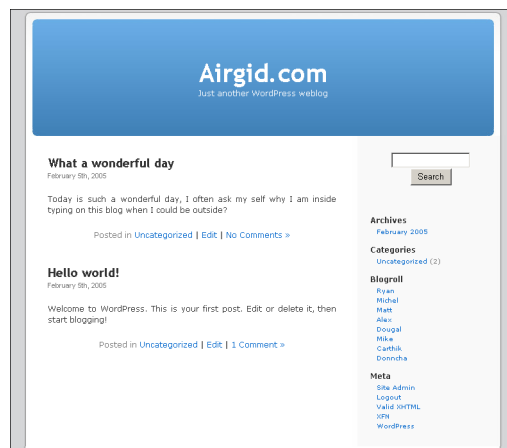 Airgid.com
Just another WordPress weblog
What a wonderful day
February 5th, 2005
Today is such a wonderful day, I often ask my self why I am inside
typing on this blog when I could be outside?
Posted in Uncategorized | Edit | No Comments »
Hello world!
February 5th, 2005
Welcome to WordPress. This is your first post. Edit or delete it, then
start blogging!
Posted in Uncategorized | Edit | 1 Comment »
Search
Archives
February 2005
Categories
Uncategorized (2)
Blogroll
Ryan
Michel
Matt
Alex
Dougal
Mike
Carthik
Donncha
Meta
Site Admin
Logout
Valid XHTML
XFN
WordPress